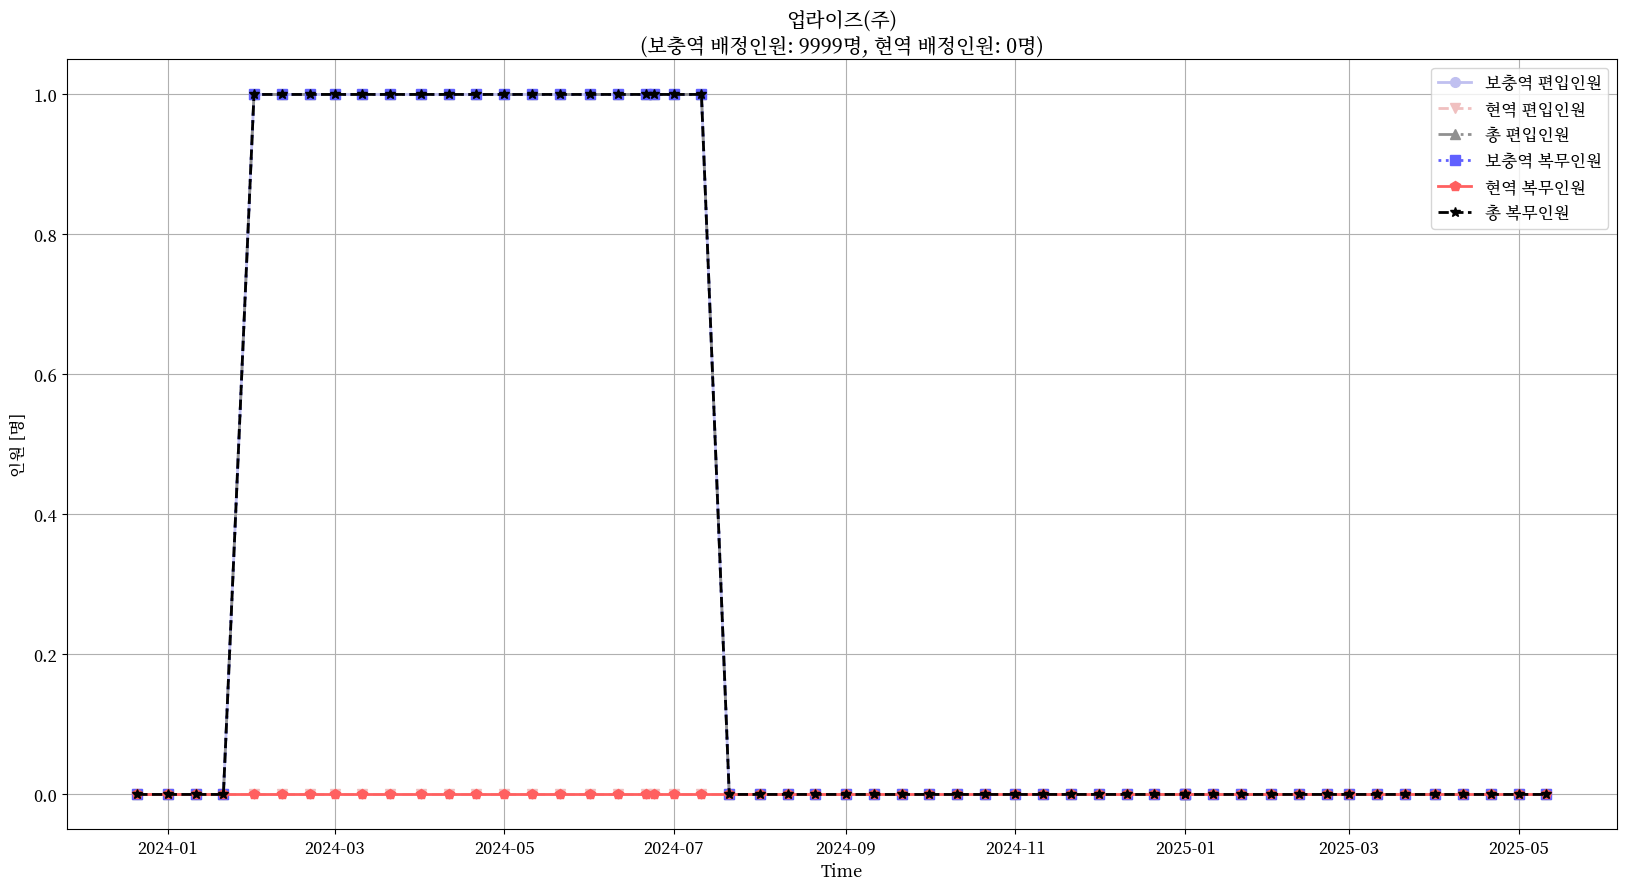 업라이즈(주)
(보충역 배정인원: 9999명, 현역 배정인원: 0명)
보충역 편입인원
현역 편입인원
총 편입인원
보충역 복무인원
현역 복무인원
총 복무인원
인원 [명]
1.0
0.8
0.6
0.4
0.2
0.0
2024-01
2024-03
2024-05
2024-07
2024-09
2024-11
2025-01
2025-03
2025-05
Time